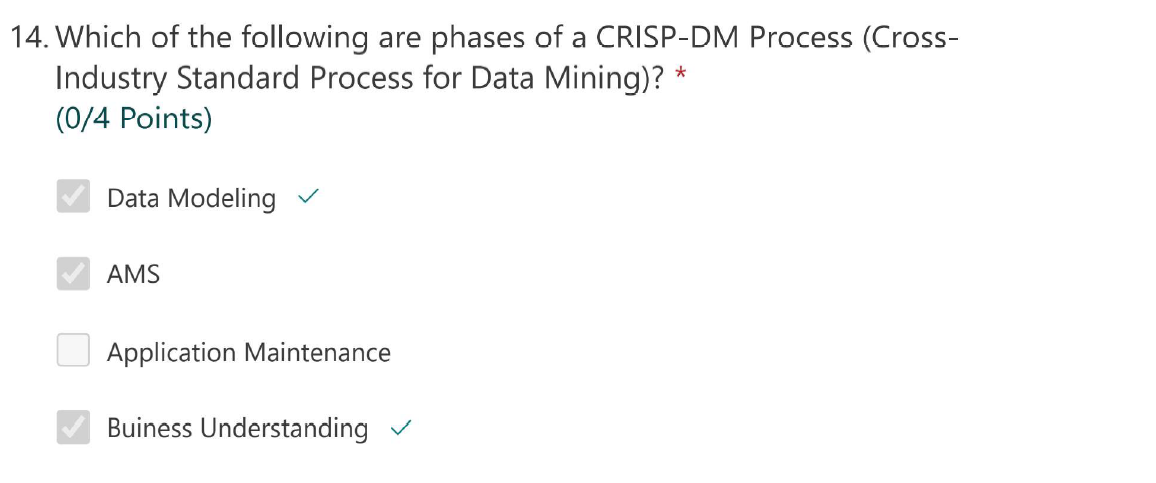 14. Which of the following are phases of a CRISP-DM Process (Cross-
Industry Standard Process for Data Mining)? *
(0/4 Points)
Data Modeling
AMS
Application Maintenance
Buiness Understanding